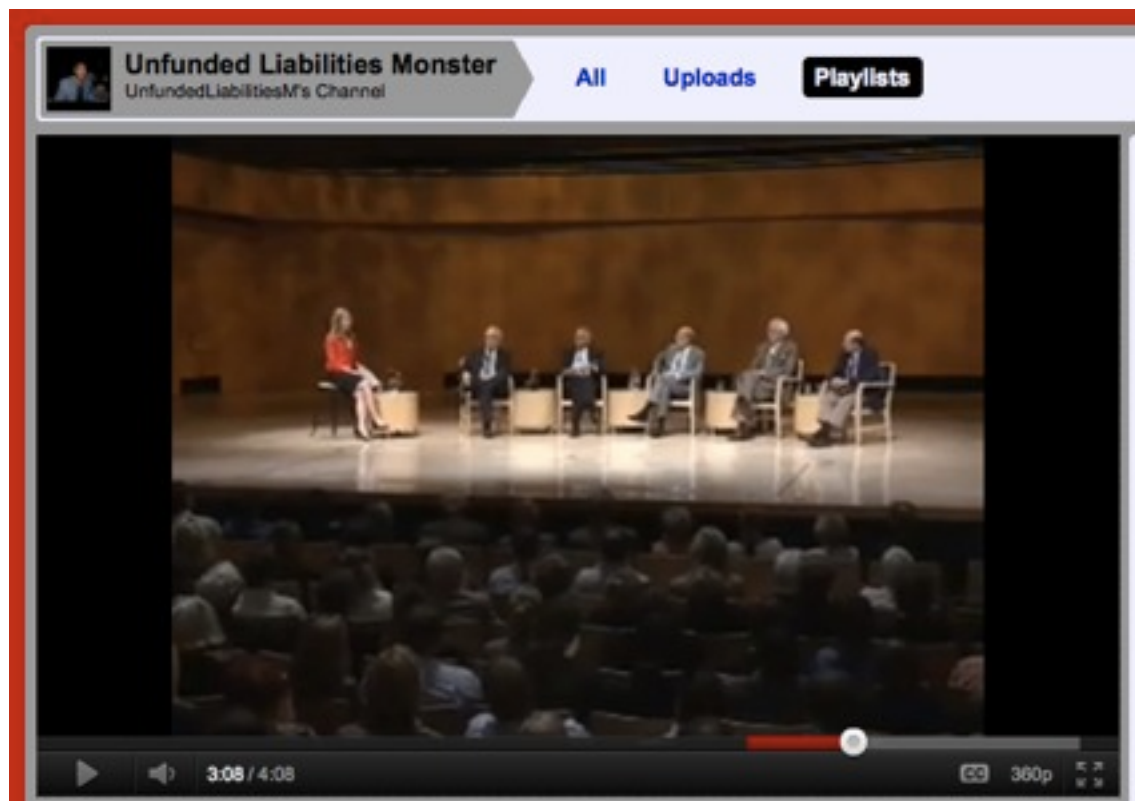 Unfunded Liabilities Monster
UnfundedLiabilitiesM's Channel
All Uploads Playlists
3:08 / 4:08 CC 360p